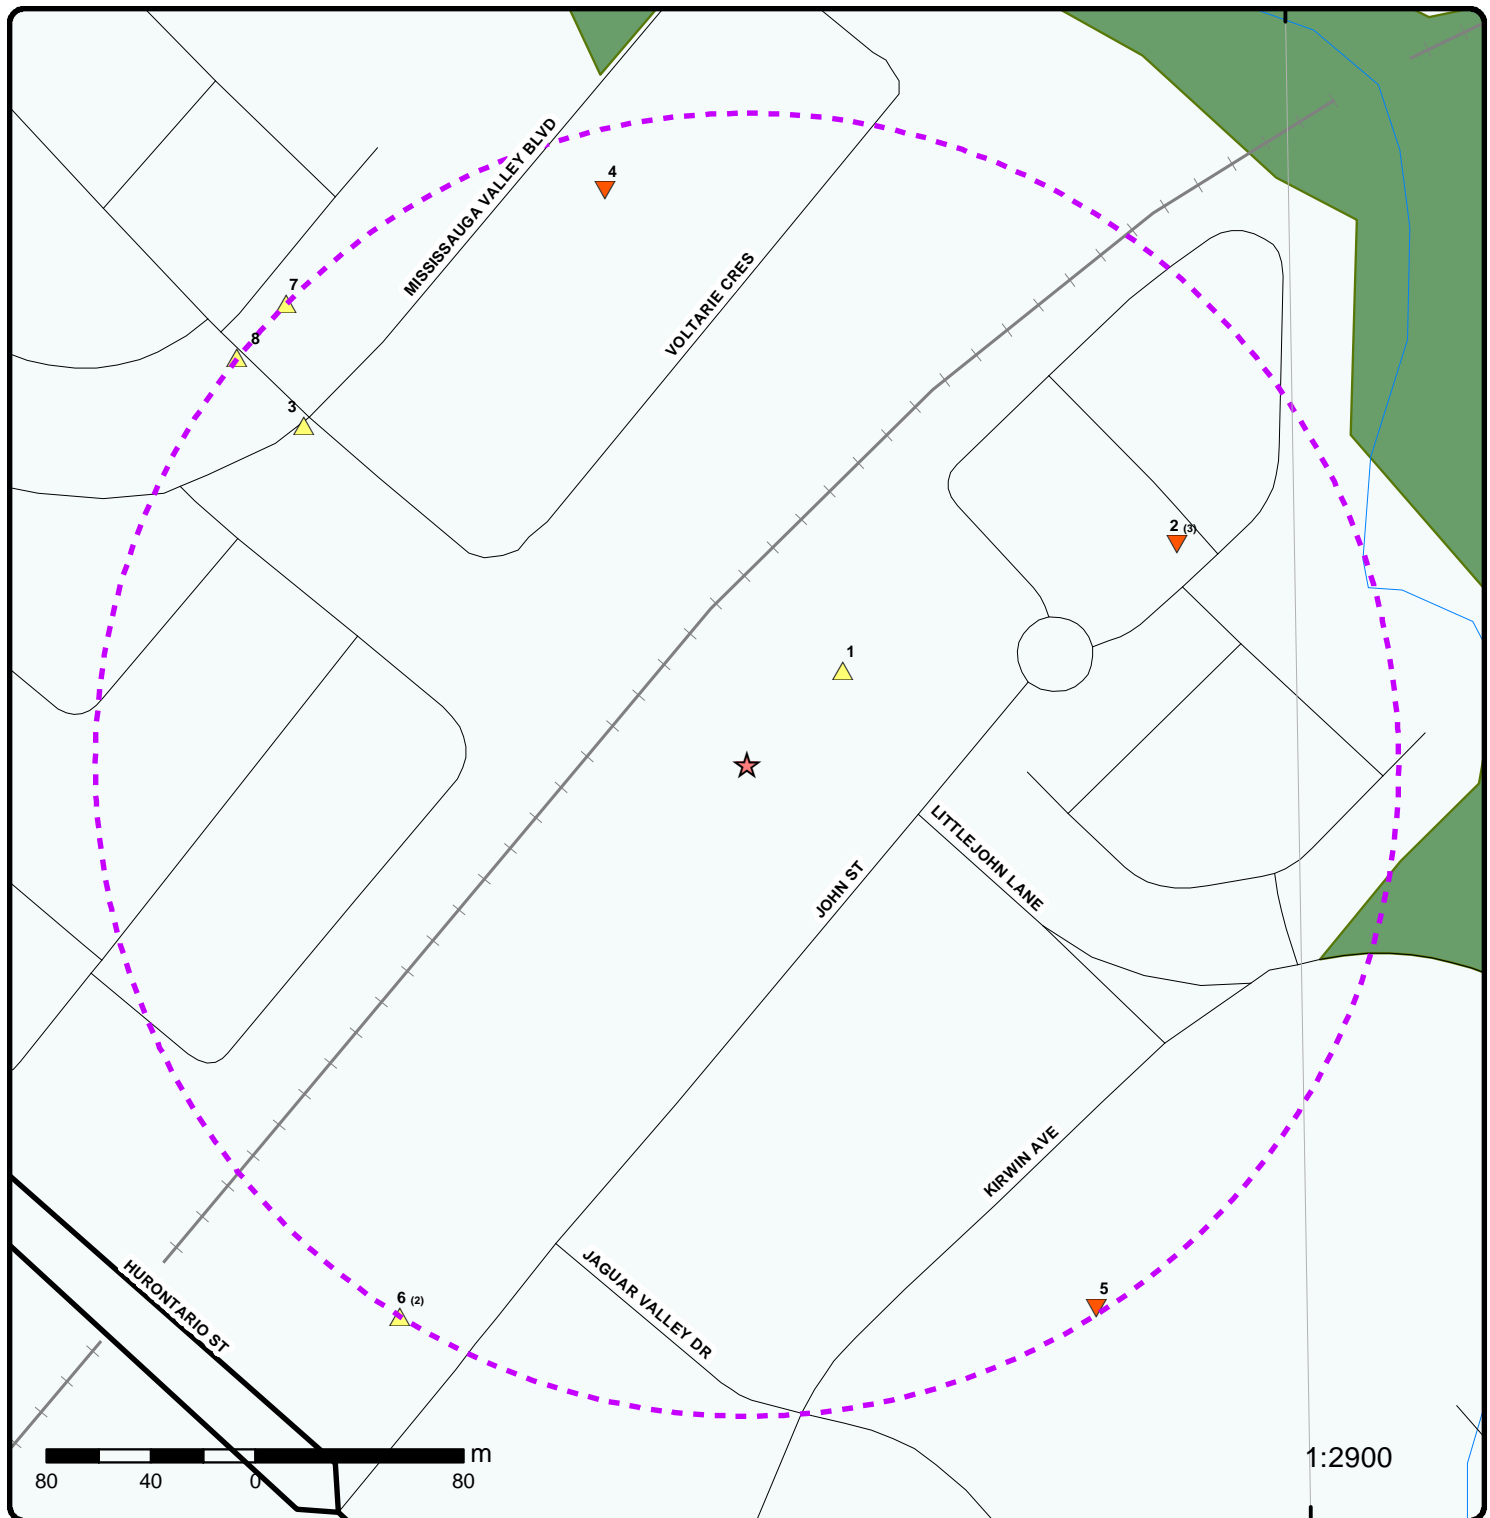 MISSISSAUGA VALLEY BLVD
4
VOLTARIE CRES
7
8
3
2 (3)
1
LITTLEJOHN LANE
JOHN ST
KIRWIN AVE
JAGUAR VALLEY DR
HURONTARIO ST
6 (2)
5
m
80 40 0 80
1:2900